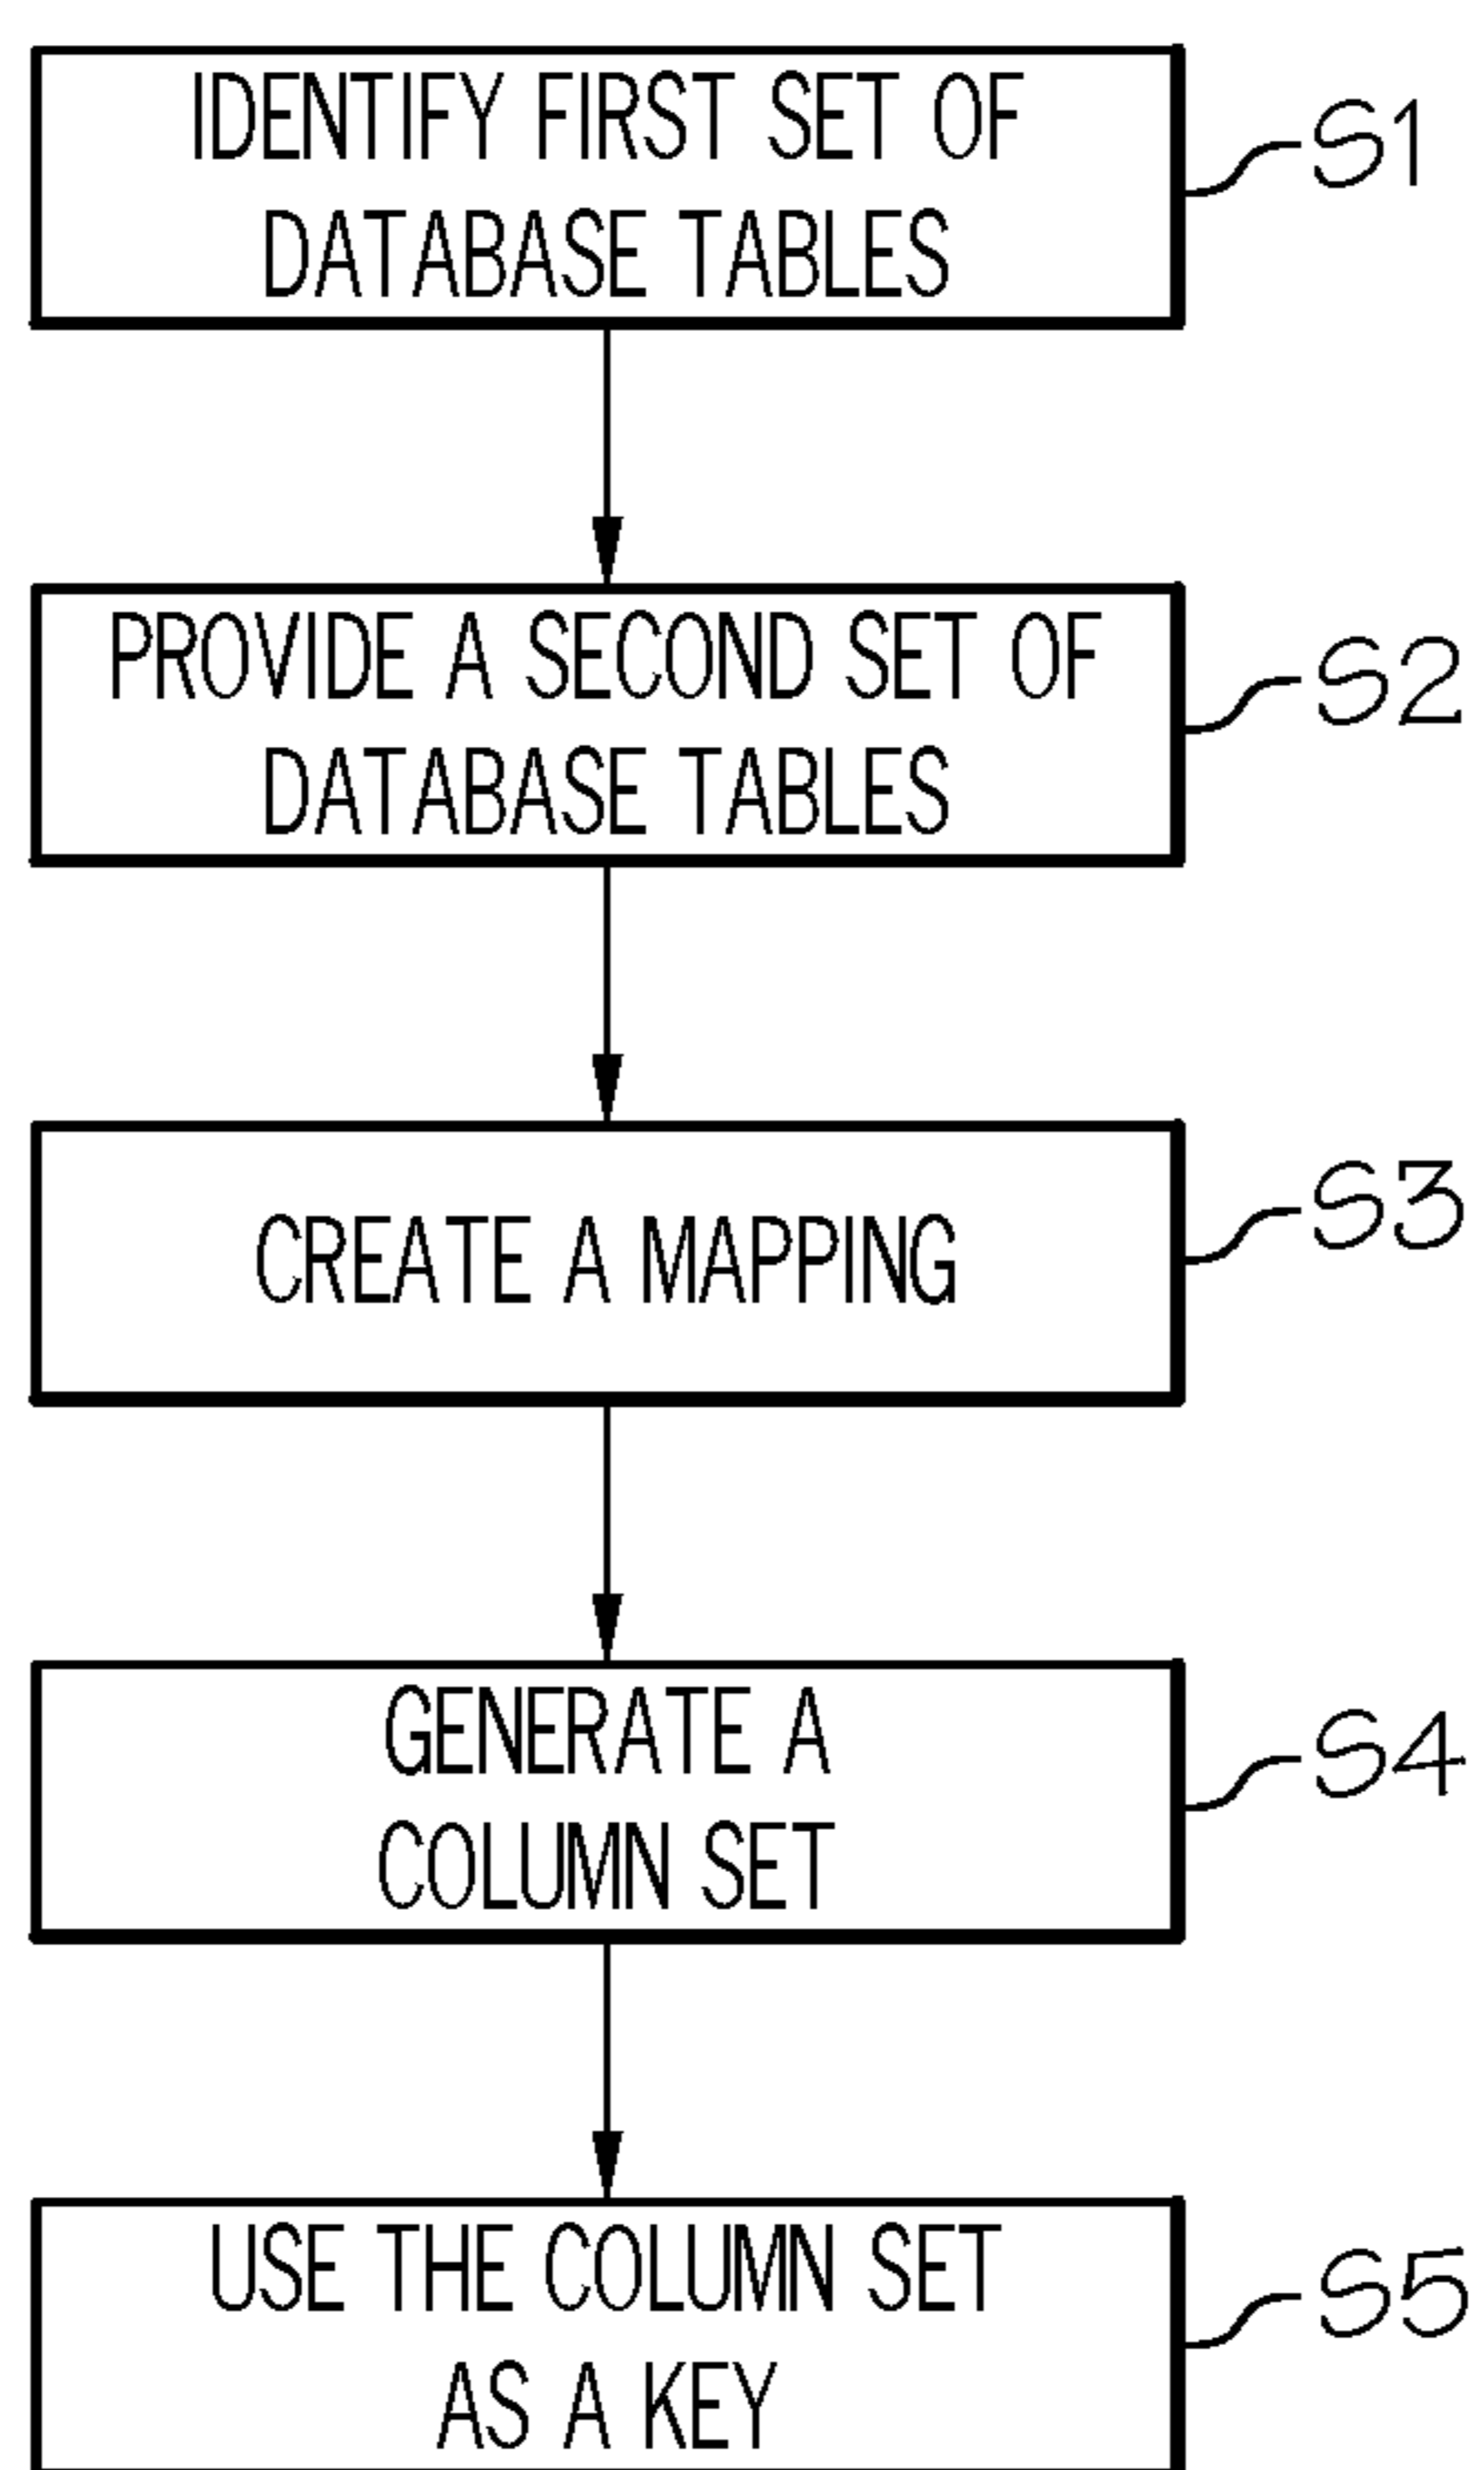 IDENTIFY FIRST SET OF
DATABASE TABLES
S1
PROVIDE A SECOND SET OF
DATABASE TABLES
S2
CREATE A MAPPING
S3
GENERATE A
COLUMN SET
S4
USE THE COLUMN SET
AS A KEY
S5